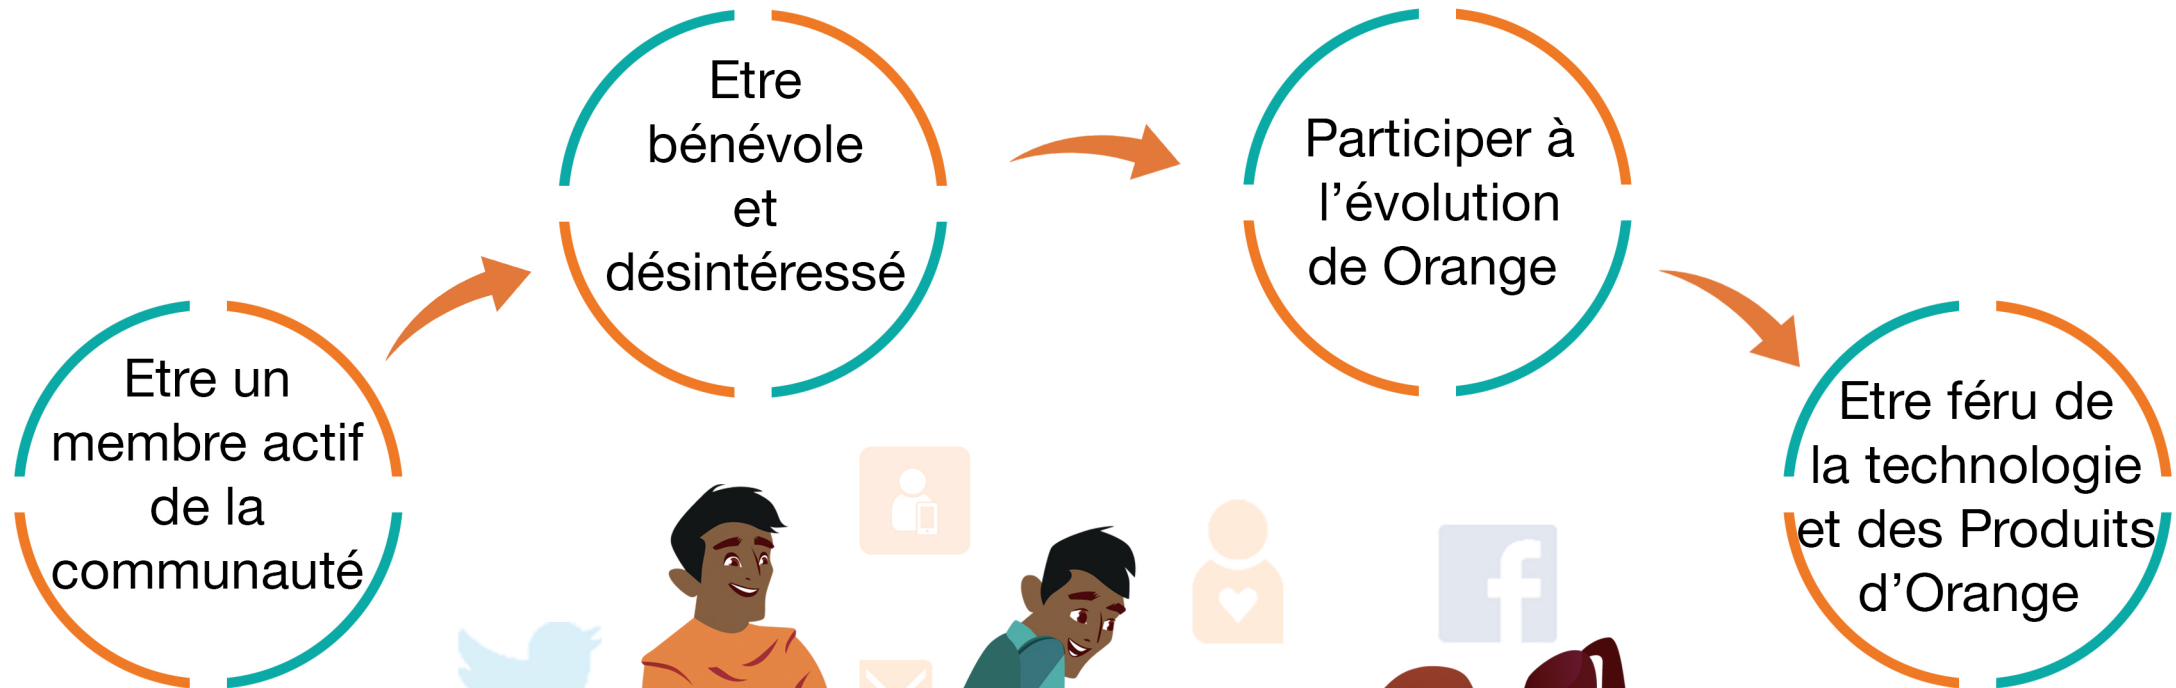 Etre un
membre actif
de la
communauté
Etre
bénévole
et
désintéressé
Participer à
l’évolution
de Orange
Etre féru de
la technologie
et des Produits
d’Orange